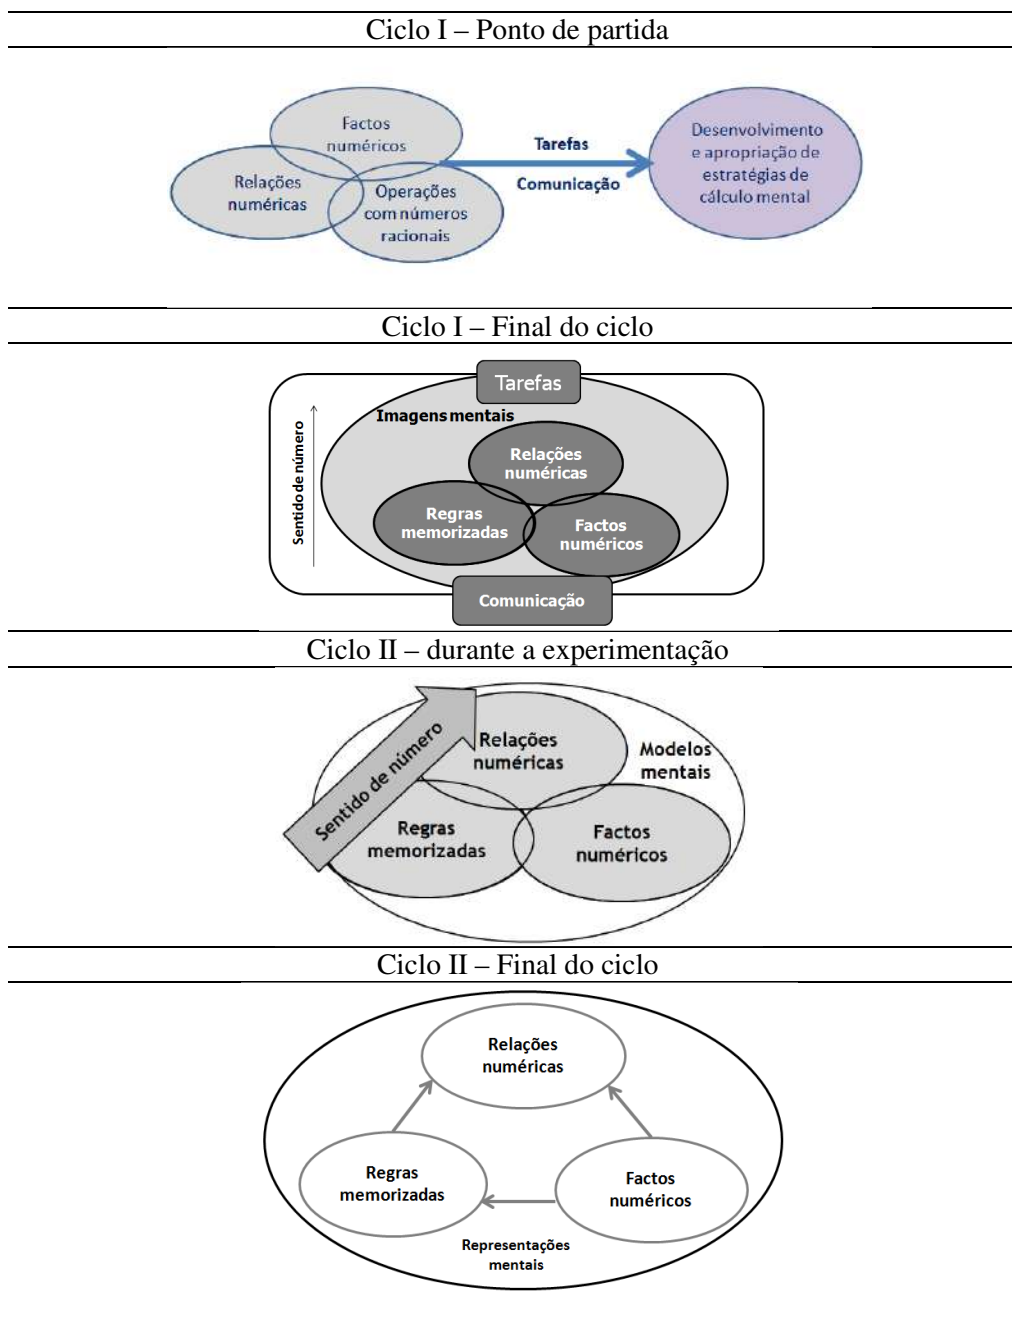 Ciclo I – Ponto de partida
Factos
numéricos
Relações
numéricas
Operações
com números
racionais
Tarefas
Comunicação
Desenvolvimento
e apropriação de
estratégias de
cálculo mental
Ciclo I – Final do ciclo
Tarefas
Imagens mentais
Sentido de número
Relações
numéricas
Regras
memorizadas
Factos
numéricos
Comunicação
Ciclo II – durante a experimentação
Sentido de número
Relações
numéricas
Modelos
mentais
Regras
memorizadas
Factos
numéricos
Ciclo II – Final do ciclo
Relações
numéricas
Regras
memorizadas
Factos
numéricos
Representações
mentais